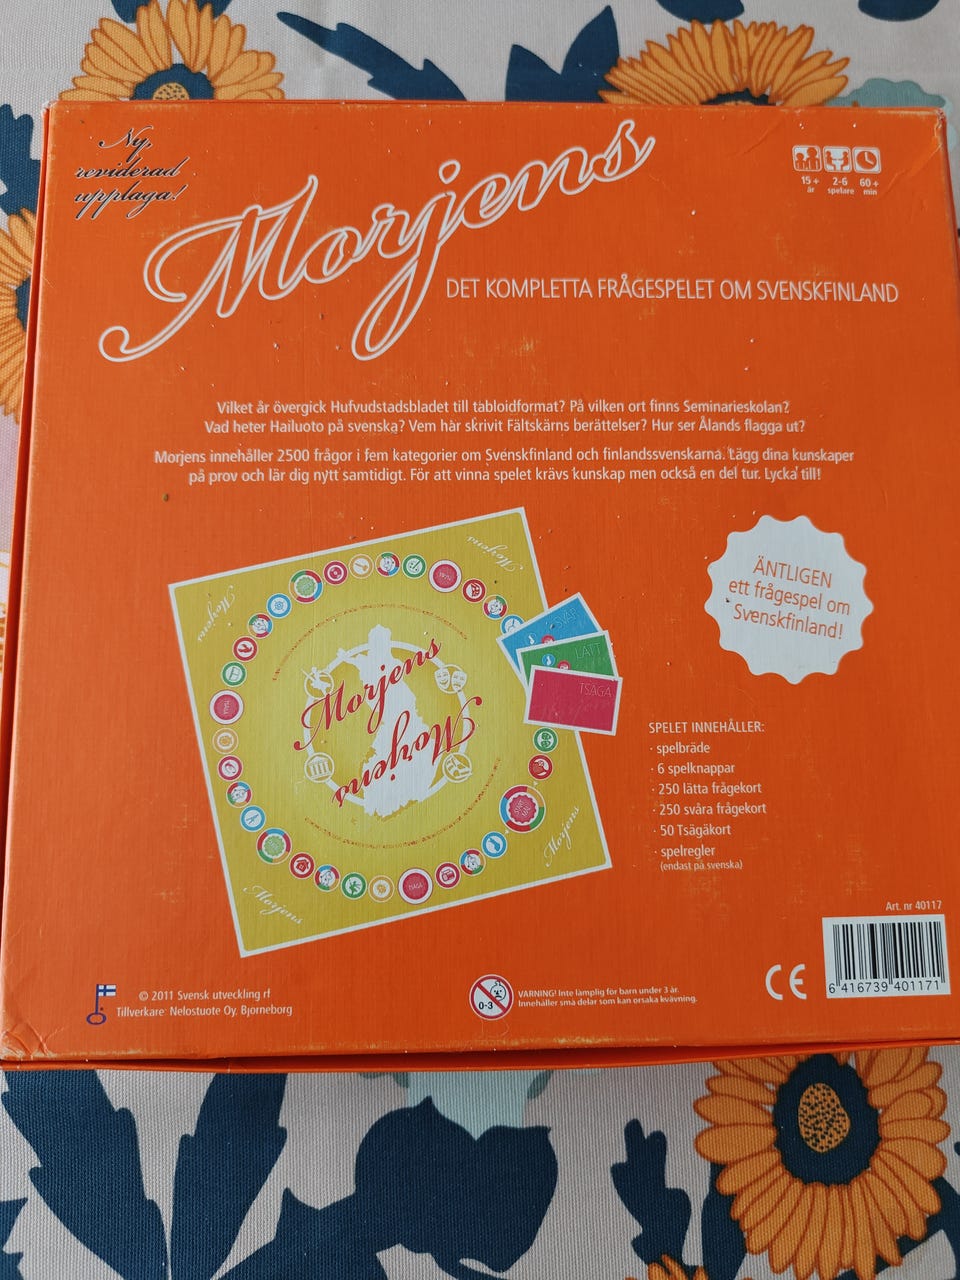 Ny,
reviderad
upplaga!
Morjens
15 +
år
2-6
spelare
60 +
min
DET KOMPLETTA FRÅGESPELET OM SVENSKFINLAND
Vilket år övergick Hufvudstadsbladet till tabloidformat? På vilken ort finns Seminarieskolan?
Vad heter Hailuoto på svenska? Vem har skrivit Fältskärns berättelser? Hur ser Ålands flagga ut?
Morjens innehåller 2500 frågor i fem kategorier om Svenskfinland och finlandssvenskarna. Lägg dina kunskaper
på prov och lär dig nytt samtidigt. För att vinna spelet krävs kunskap men också en del tur. Lycka till!
Morjens
Morjens
Morjens
Morjens
Morjens
Morjens
SVÅR
LÄTT
TSÄGÄ
Morjens
TSÄGÄ
TSÄGÄ
TSÄGÄ
ÄNTLIGEN
ett frågespel om
Svenskfinland!
SPELET INNEHÅLLER:
· spelbräde
· 6 spelknappar
· 250 lätta frågekort
· 250 svåra frågekort
· 50 Tsägäkort
· spelregler
(endast på svenska)
Art. nr 40117
6 416739 401171
CE
© 2011 Svensk utveckling rf
Tillverkare: Nelostuote Oy, Björneborg
0-3
VARNING! Inte lämplig för barn under 3 år.
Innehåller små delar som kan orsaka kvävning.